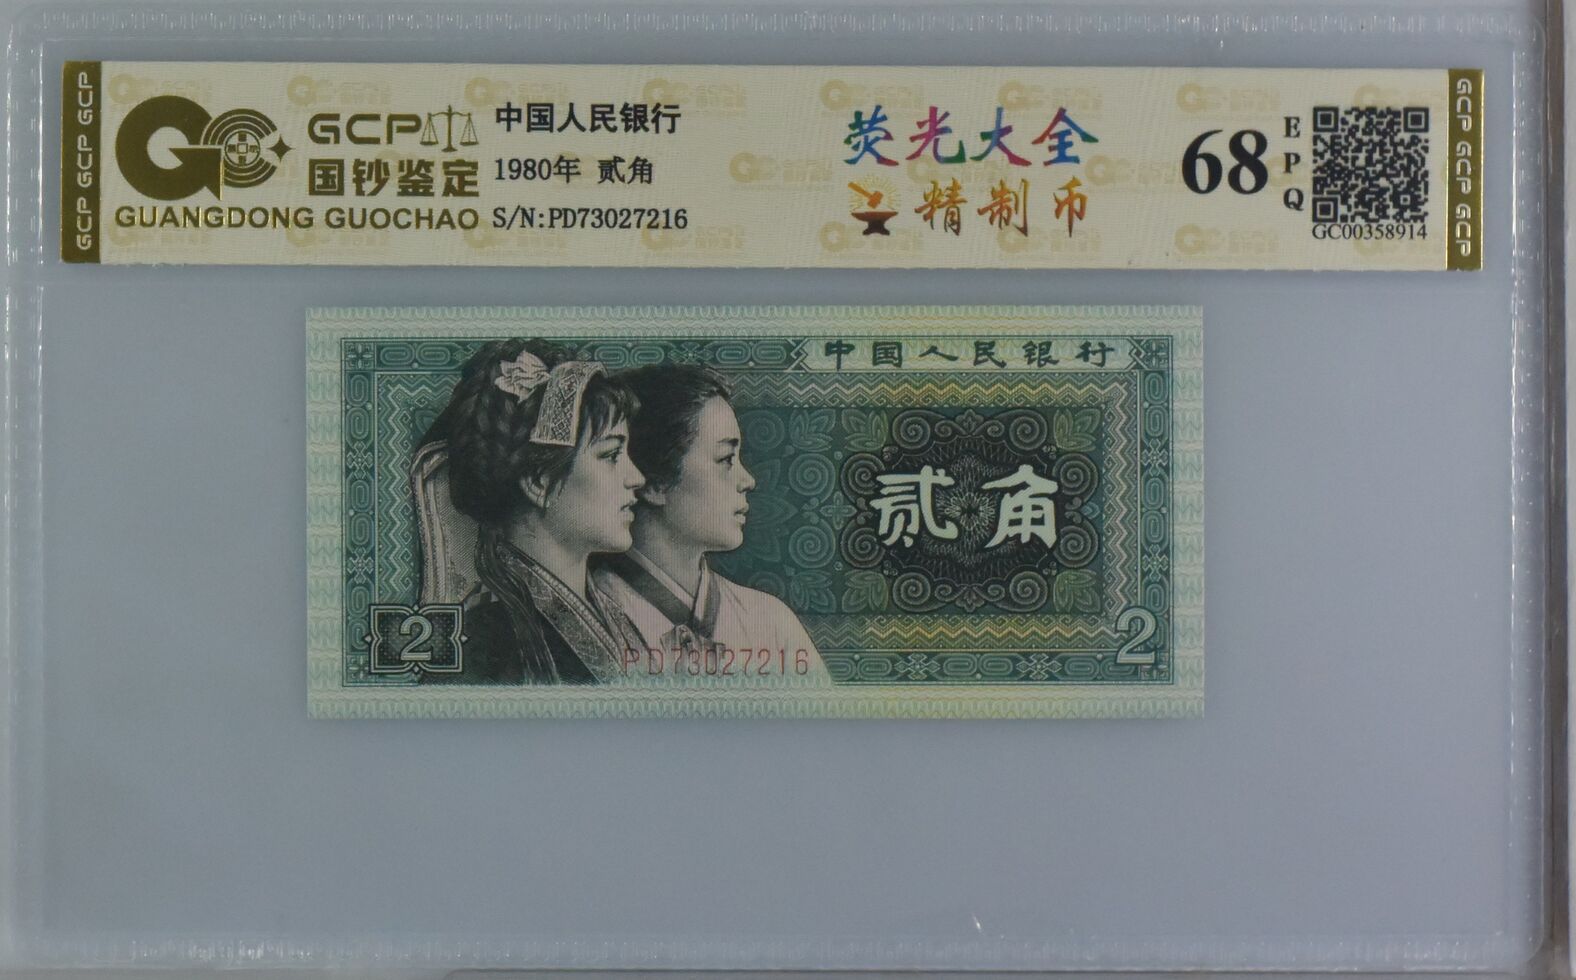 GCP GCP GCP
GCP
国钞鉴定
GUANGDONG GUOCHAO
中国人民银行
1980年 贰角
S/N:PD73027216
荧光大全
精制币
68
EPQ
GC00358914
GCP GCP GCP
中国人民银行
贰角
2
2
PD73027216